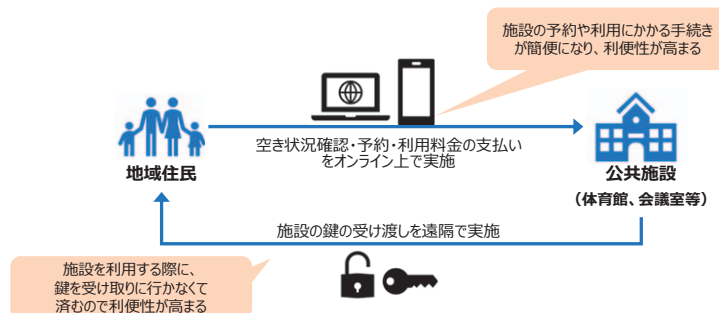 施設の予約や利用にかかる手続き
が簡便になり、利便性が高まる
空き状況確認・予約・利用料金の支払い
をオンライン上で実施
地域住民
公共施設
（体育館、会議室等）
施設の鍵の受け渡しを遠隔で実施
施設を利用する際に、
鍵を受け取りに行かなくて
済むので利便性が高まる